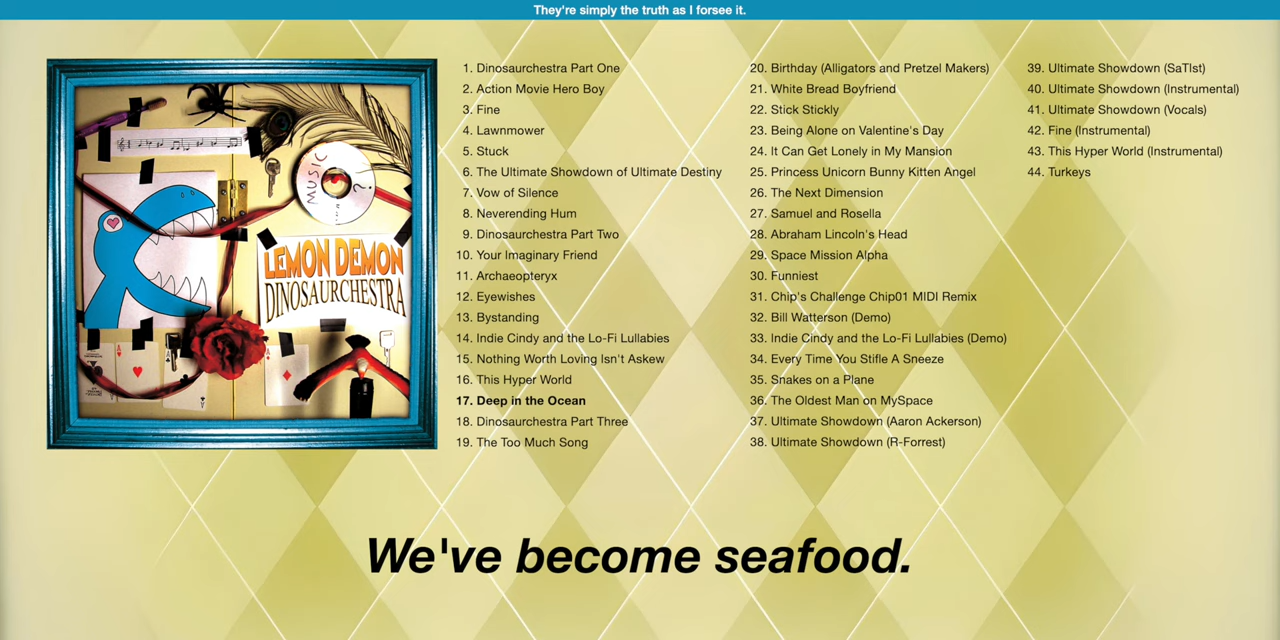 They're simply the truth as I forsee it.
MUSIC
LEMON DEMON
DINOSAURCHESTRA
1. Dinosaurchestra Part One
2. Action Movie Hero Boy
3. Fine
4. Lawnmower
5. Stuck
6. The Ultimate Showdown of Ultimate Destiny
7. Vow of Silence
8. Neverending Hum
9. Dinosaurchestra Part Two
10. Your Imaginary Friend
11. Archaeopteryx
12. Eyewishes
13. Bystanding
14. Indie Cindy and the Lo-Fi Lullabies
15. Nothing Worth Loving Isn't Askew
16. This Hyper World
17. Deep in the Ocean
18. Dinosaurchestra Part Three
19. The Too Much Song
20. Birthday (Alligators and Pretzel Makers)
21. White Bread Boyfriend
22. Stick Stickly
23. Being Alone on Valentine's Day
24. It Can Get Lonely in My Mansion
25. Princess Unicorn Bunny Kitten Angel
26. The Next Dimension
27. Samuel and Rosella
28. Abraham Lincoln's Head
29. Space Mission Alpha
30. Funniest
31. Chip's Challenge Chip01 MIDI Remix
32. Bill Watterson (Demo)
33. Indie Cindy and the Lo-Fi Lullabies (Demo)
34. Every Time You Stifle A Sneeze
35. Snakes on a Plane
36. The Oldest Man on MySpace
37. Ultimate Showdown (Aaron Ackerson)
38. Ultimate Showdown (R-Forrest)
39. Ultimate Showdown (SaTIst)
40. Ultimate Showdown (Instrumental)
41. Ultimate Showdown (Vocals)
42. Fine (Instrumental)
43. This Hyper World (Instrumental)
44. Turkeys
We've become seafood.